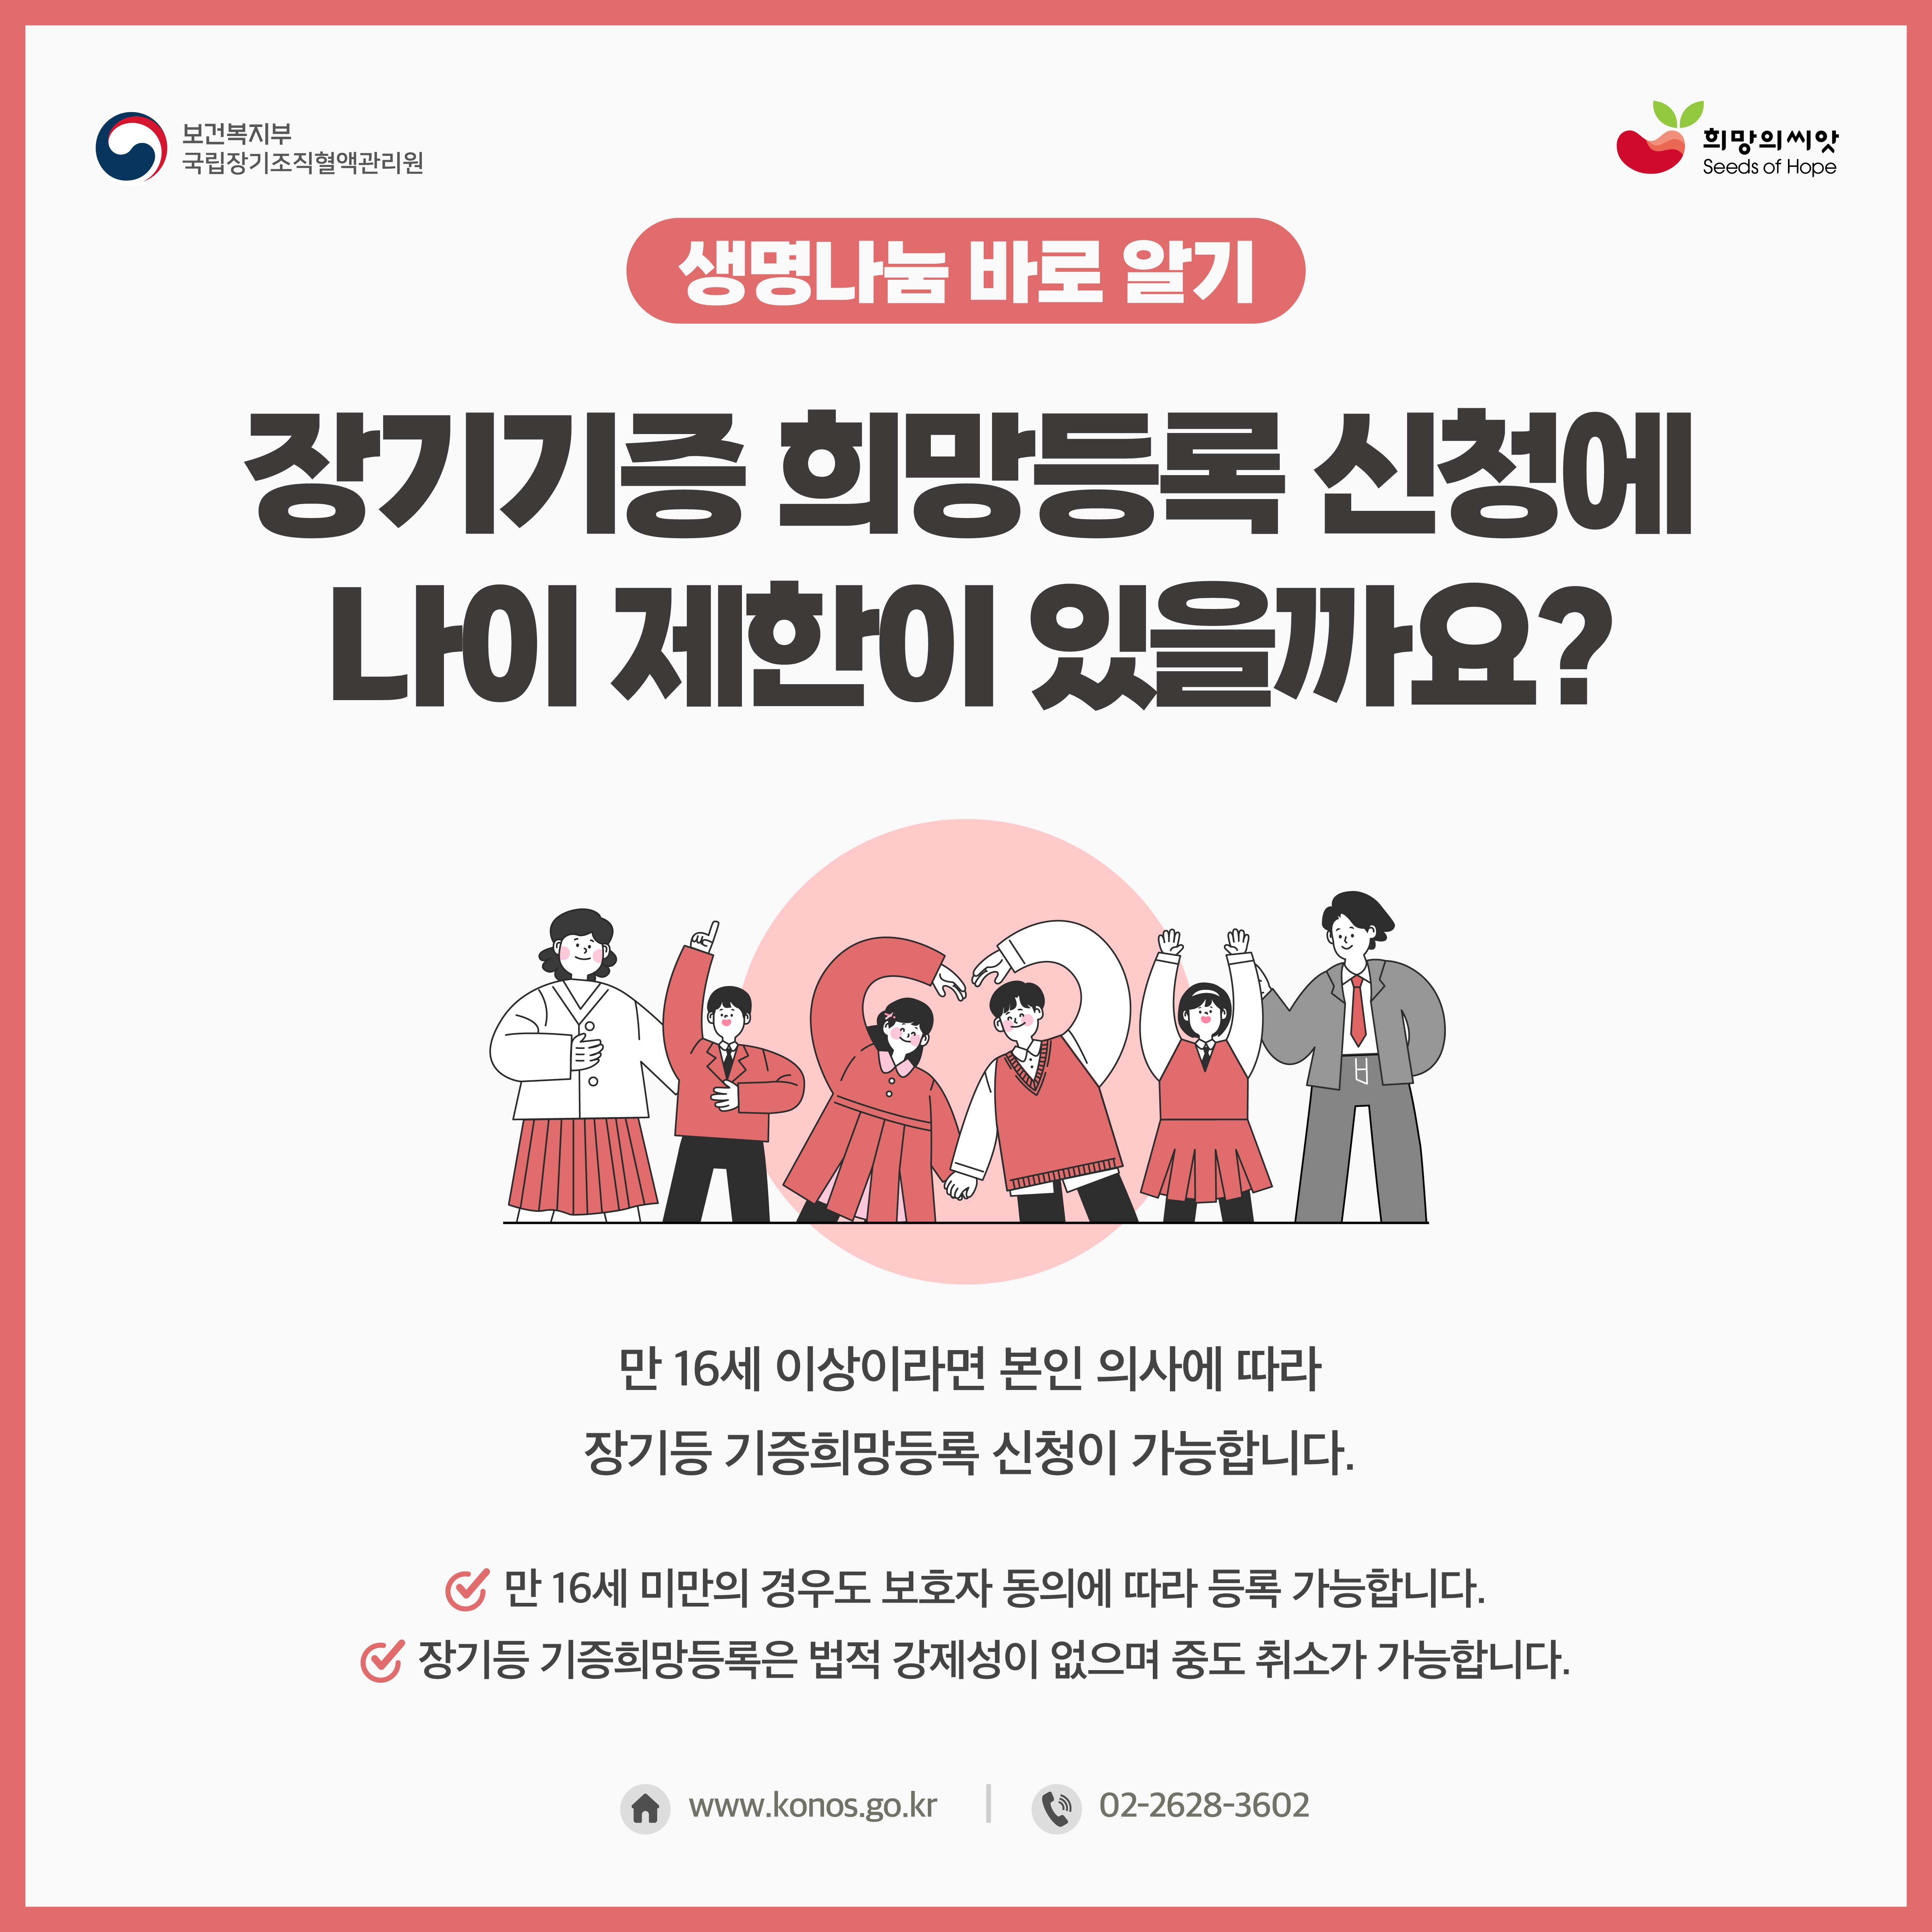 보건복지부
국립장기조직혈액관리원
희망의씨앗
Seeds of Hope
생명나눔 바로 알기
장기기증 희망등록 신청에
나이 제한이 있을까요?
만 16세 이상이라면 본인 의사에 따라
장기등 기증희망등록 신청이 가능합니다.
만 16세 미만의 경우도 보호자 동의에 따라 등록 가능합니다.
장기등 기증희망등록은 법적 강제성이 없으며 중도 취소가 가능합니다.
www.konos.go.kr | 02-2628-3602